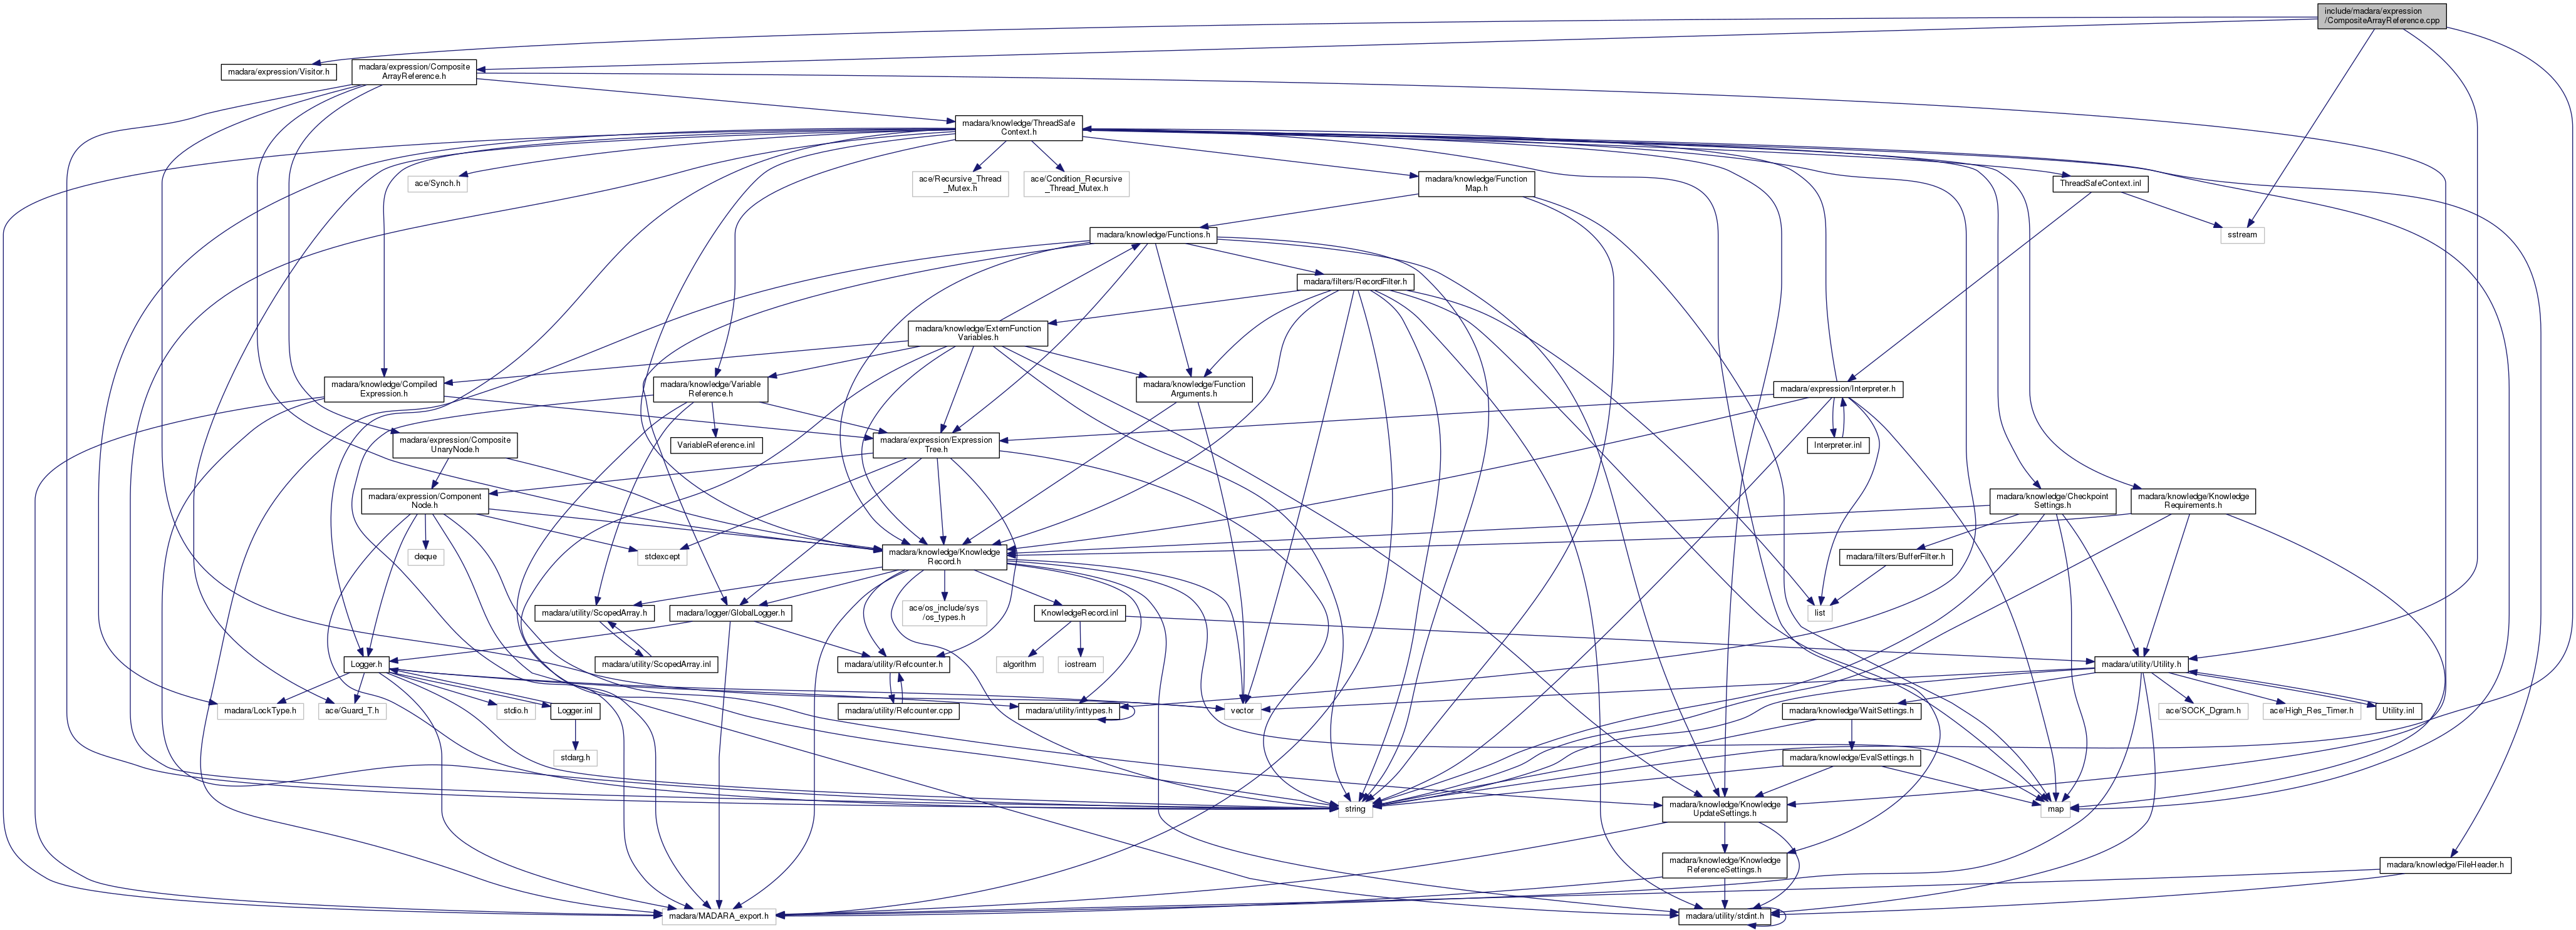 include/madara/expression
/CompositeArrayReference.cpp
madara/expression/Visitor.h
madara/expression/Composite
ArrayReference.h
madara/knowledge/ThreadSafe
Context.h
ace/Synch.h
ace/Recursive_Thread
_Mutex.h
ace/Condition_Recursive
_Thread_Mutex.h
madara/knowledge/Function
Map.h
ThreadSafeContext.inl
madara/knowledge/Functions.h
sstream
madara/filters/RecordFilter.h
madara/knowledge/ExternFunction
Variables.h
madara/knowledge/Compiled
Expression.h
madara/knowledge/Variable
Reference.h
madara/knowledge/Function
Arguments.h
madara/expression/Interpreter.h
madara/expression/Composite
UnaryNode.h
VariableReference.inl
madara/expression/Expression
Tree.h
Interpreter.inl
madara/expression/Component
Node.h
madara/knowledge/Checkpoint
Settings.h
madara/knowledge/Knowledge
Requirements.h
deque
stdexcept
madara/knowledge/Knowledge
Record.h
madara/filters/BufferFilter.h
madara/utility/ScopedArray.h
madara/logger/GlobalLogger.h
ace/os_include/sys
/os_types.h
KnowledgeRecord.inl
list
Logger.h
madara/utility/ScopedArray.inl
madara/utility/Refcounter.h
algorithm
iostream
madara/utility/Utility.h
madara/LockType.h
ace/Guard_T.h
stdio.h
Logger.inl
madara/utility/Refcounter.cpp
madara/utility/inttypes.h
vector
madara/knowledge/WaitSettings.h
ace/SOCK_Dgram.h
ace/High_Res_Timer.h
Utility.inl
stdarg.h
madara/knowledge/EvalSettings.h
string
madara/knowledge/Knowledge
UpdateSettings.h
map
madara/knowledge/Knowledge
ReferenceSettings.h
madara/knowledge/FileHeader.h
madara/MADARA_export.h
madara/utility/stdint.h